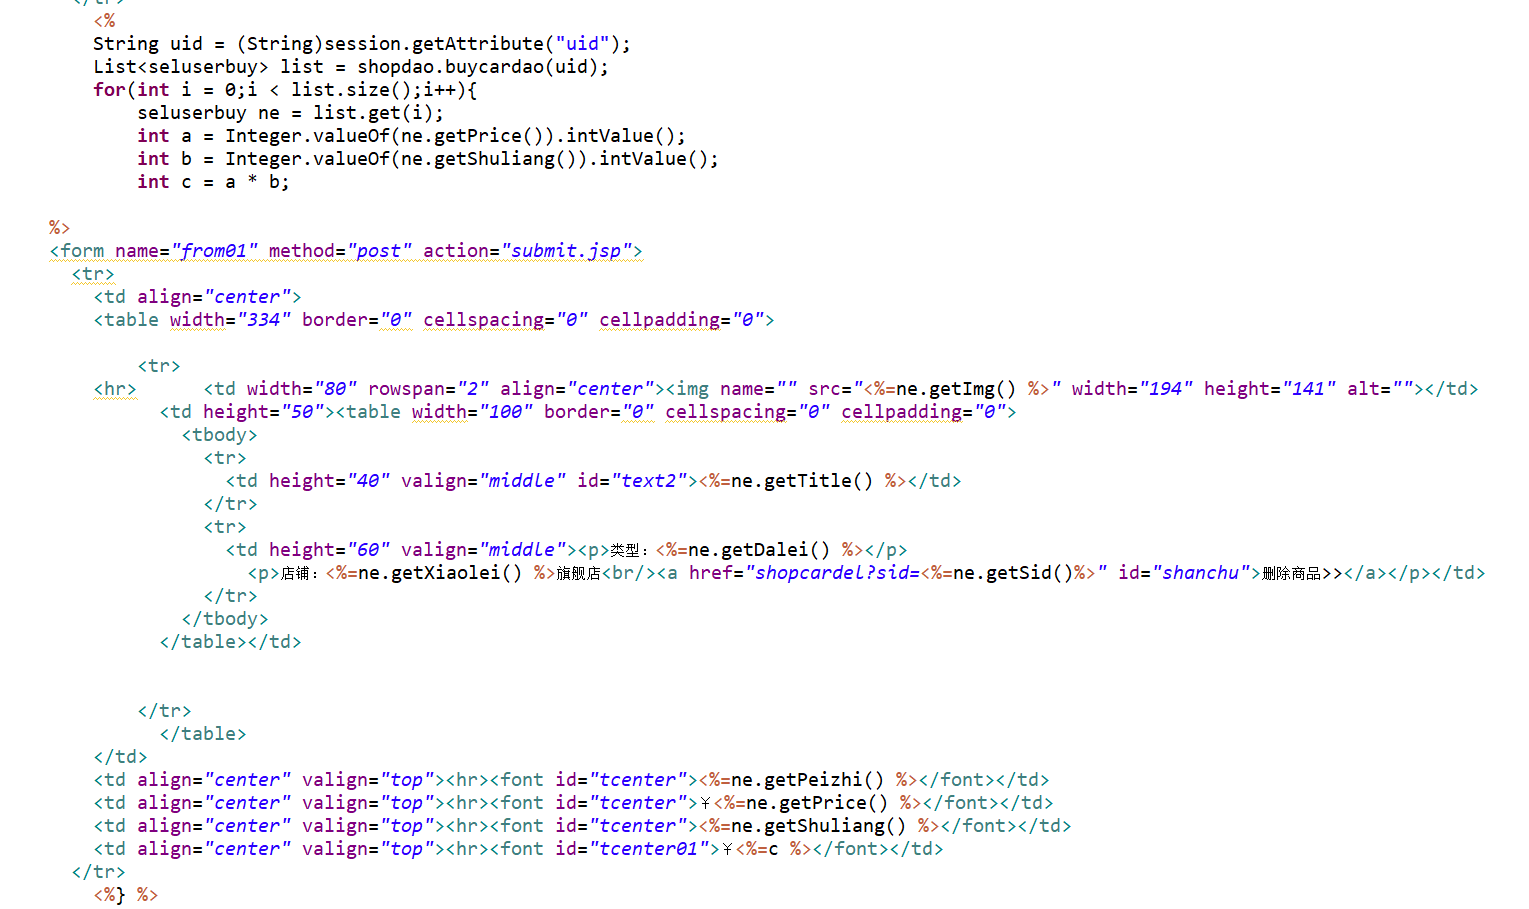 </tr>
<%
String uid = (String)session.getAttribute("uid");
List<seluserbuy> list = shopdao.buycardao(uid);
for(int i = 0;i < list.size();i++){
seluserbuy ne = list.get(i);
int a = Integer.valueOf(ne.getPrice()).intValue();
int b = Integer.valueOf(ne.getShuliang()).intValue();
int c = a * b;
%>
<form name="from01" method="post" action="submit.jsp">
<tr>
<td align="center">
<table width="334" border="0" cellspacing="0" cellpadding="0">
<tr>
<hr> <td width="80" rowspan="2" align="center"><img name="" src="<%=ne.getImg() %>" width="194" height="141" alt=""></td>
<td height="50"><table width="100" border="0" cellspacing="0" cellpadding="0">
<tbody>
<tr>
<td height="40" valign="middle" id="text2"><%=ne.getTitle() %></td>
</tr>
<tr>
<td height="60" valign="middle"><p>类型：<%=ne.getDalei() %></p>
<p>店铺：<%=ne.getXiaolei() %>旗舰店<br/><a href="shopcardel?sid=<%=ne.getSid()%>" id="shanchu">删除商品>></a></p></td>
</tr>
</tbody>
</table></td>
</tr>
</table>
</td>
<td align="center" valign="top"><hr><font id="tcenter"><%=ne.getPeizhi() %></font></td>
<td align="center" valign="top"><hr><font id="tcenter">￥<%=ne.getPrice() %></font></td>
<td align="center" valign="top"><hr><font id="tcenter"><%=ne.getShuliang() %></font></td>
<td align="center" valign="top"><hr><font id="tcenter01">￥<%=c %></font></td>
</tr>
<%} %>